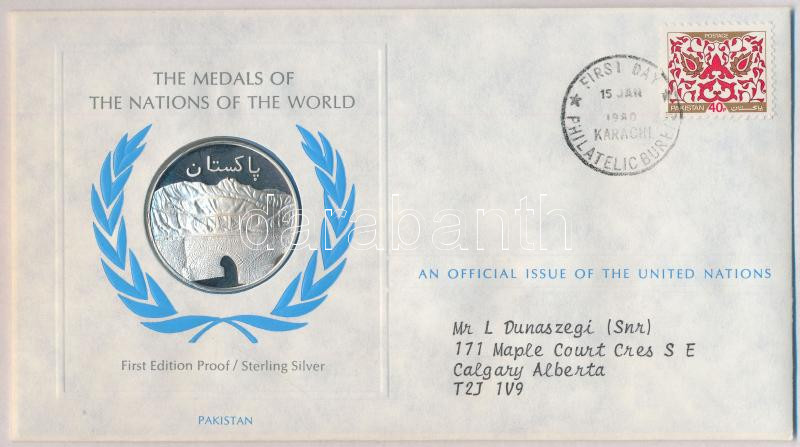 THE MEDALS OF
THE NATIONS OF THE WORLD
پاکستان
First Edition Proof / Sterling Silver
PAKISTAN
POSTAGE
PAKISTAN 40P پاکستان
FIRST DAY
15 JAN
1980
KARACHI
PHILATELIC BURE
darabanth
AN OFFICIAL ISSUE OF THE UNITED NATIONS
Mr L Dunaszegi (Snr)
171 Maple Court Cres S E
Calgary Alberta
T2J 1V9